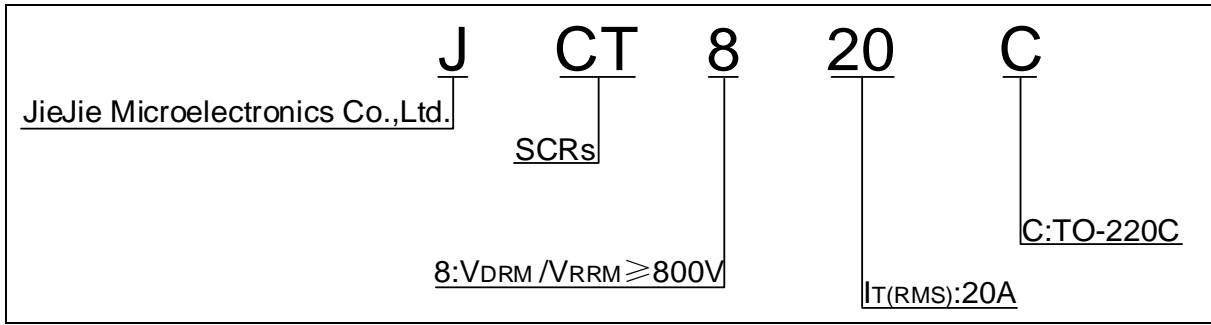 J CT 8 20 C
JieJie Microelectronics Co.,Ltd.
SCRs
C:TO-220C
8:VDRM /VRRM≥800V
IT(RMS):20A